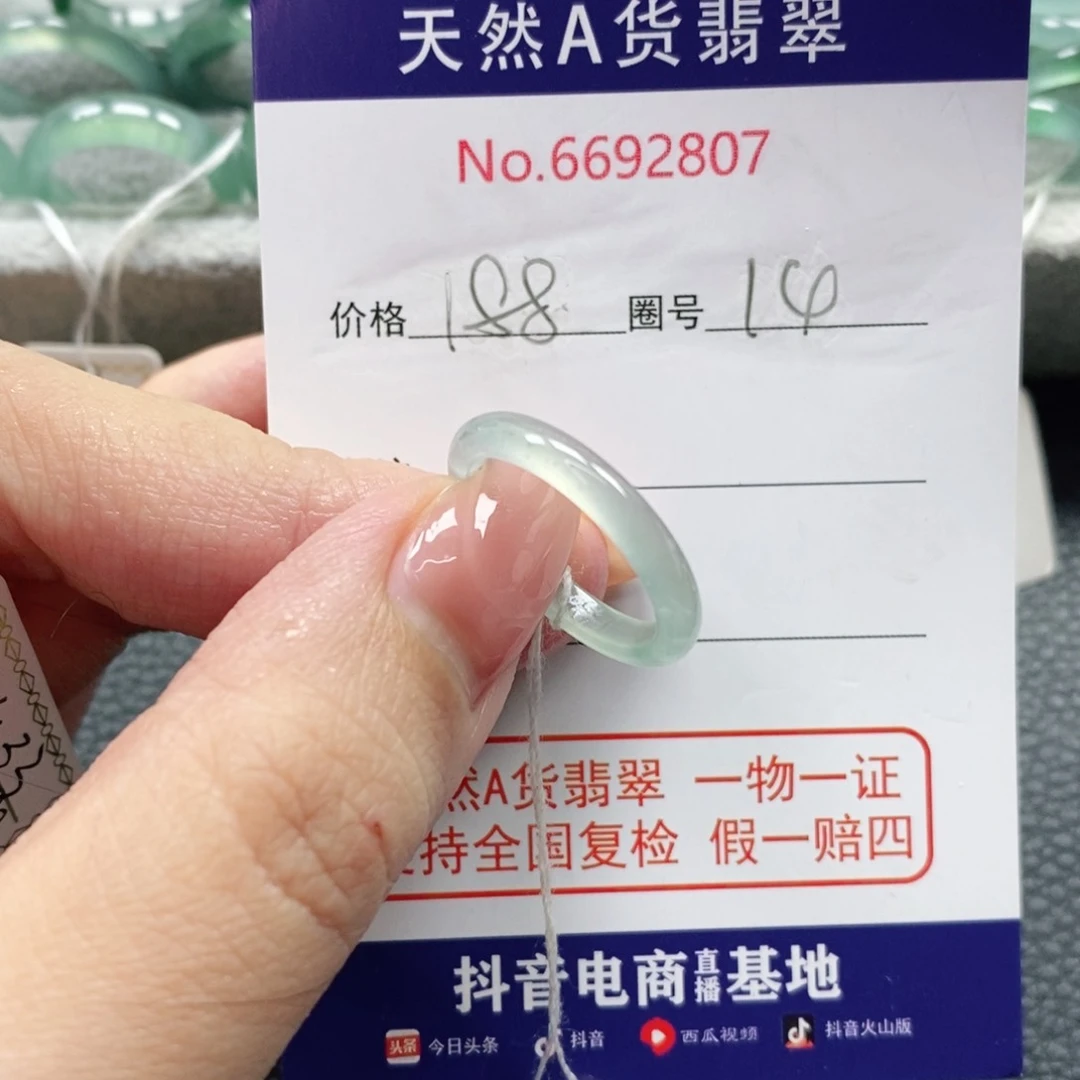 天然A货翡翠
No.6692807
价格 188 圈号 14
然A货翡翠 一物一证
持全国复检 假一赔四
抖音电商直播基地
头条 今日头条 抖音 西瓜视频 抖音火山版